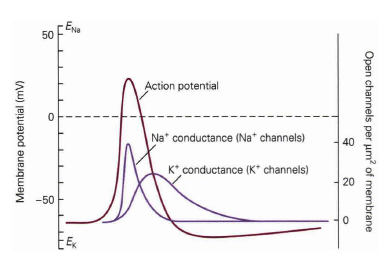 E_Na
50
0
−50
E_K
Membrane potential (mV)
Action potential
Na⁺ conductance (Na⁺ channels)
K⁺ conductance (K⁺ channels)
40
20
0
Open channels per μm² of membrane